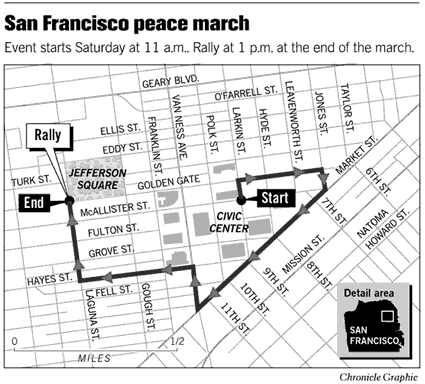 San Francisco peace march
Event starts Saturday at 11 a.m.. Rally at 1 p.m. at the end of the march.
GEARY BLVD.
O'FARRELL ST.
ELLIS ST.
EDDY ST.
FRANKLIN ST.
VAN NESS AVE.
POLK ST.
LARKIN ST.
HYDE ST.
LEAVENWORTH ST.
JONES ST.
TAYLOR ST.
Rally
JEFFERSON
SQUARE
TURK ST.
GOLDEN GATE
MARKET ST.
6TH ST.
End
Start
McALLISTER ST.
CIVIC
CENTER
7TH ST.
NATOMA
HOWARD ST.
FULTON ST.
GROVE ST.
MISSION ST.
8TH ST.
9TH ST.
10TH ST.
11TH ST.
HAYES ST.
FELL ST.
LAGUNA ST.
GOUGH ST.
Detail area
SAN
FRANCISCO
0
1/2
MILES
Chronicle Graphic